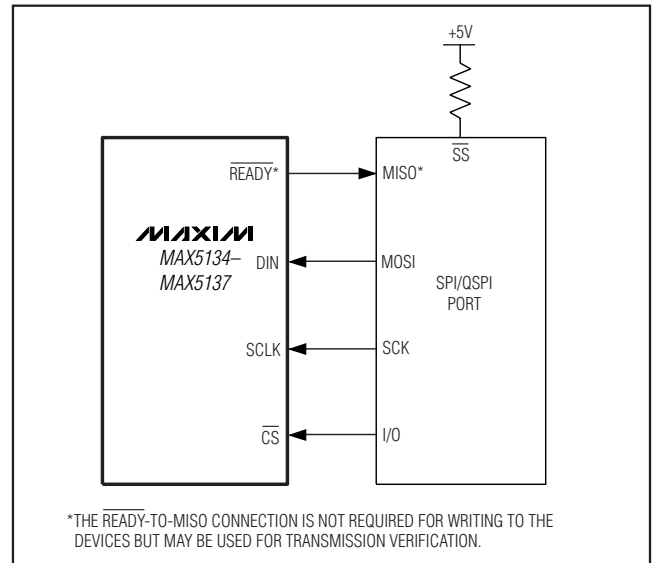 +5V
SS
READY* MISO*
MAXIM
MAX5134–
MAX5137
DIN MOSI
SPI/QSPI
PORT
SCLK SCK
CS I/O
*THE READY-TO-MISO CONNECTION IS NOT REQUIRED FOR WRITING TO THE
DEVICES BUT MAY BE USED FOR TRANSMISSION VERIFICATION.